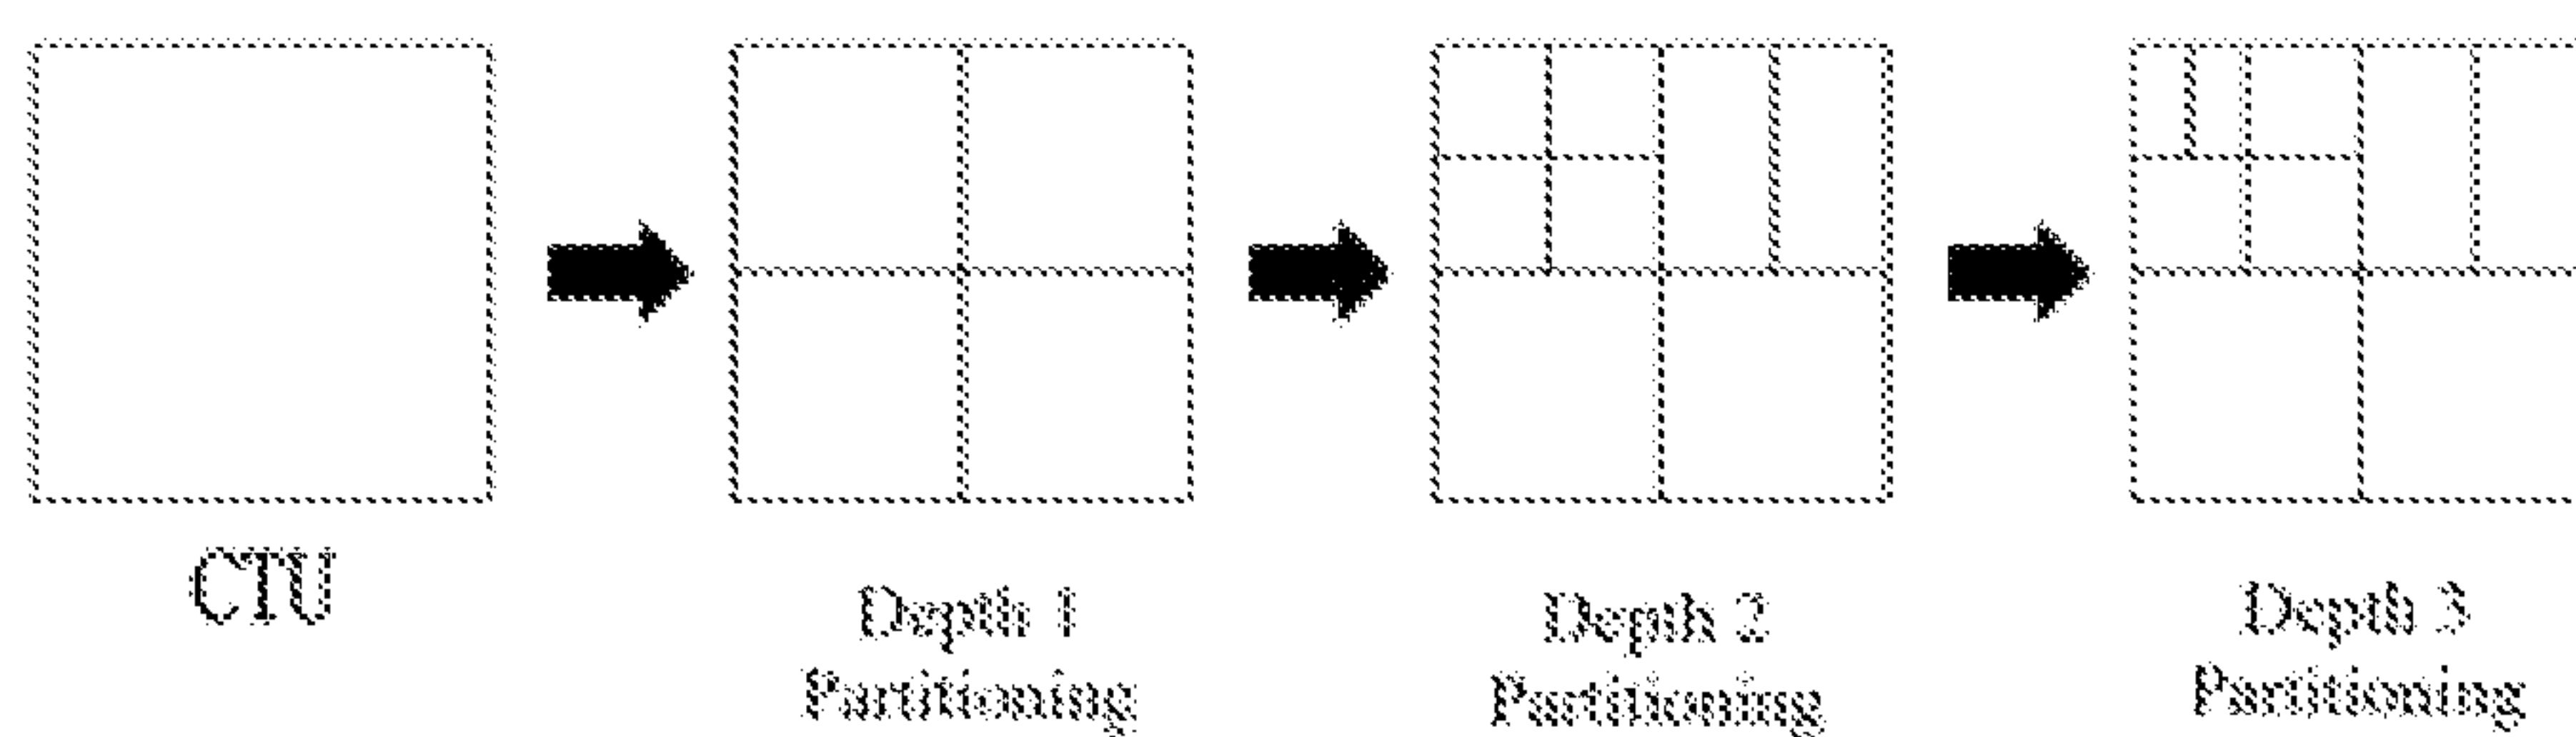 CTU
Depth 1
Partitioning
Depth 2
Partitioning
Depth 3
Partitioning